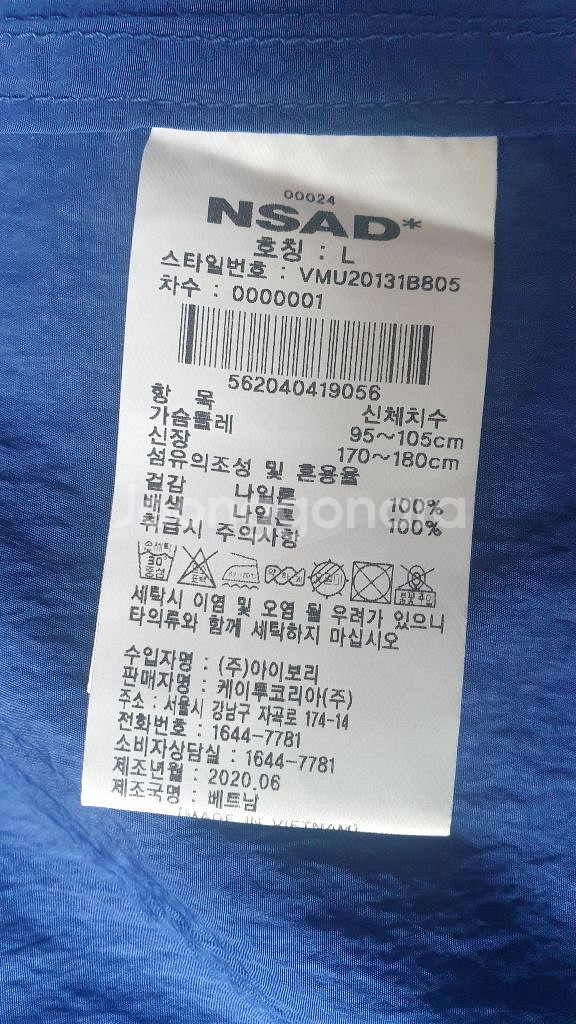 00024
NSAD*
호칭 : L
스타일번호 : VMU20131B805
차수 : 0000001
562040419056
항 목 신체치수
가슴둘레 95~105cm
신장 170~180cm
섬유의조성 및 혼용율
겉감 나일론 100%
배색 나일론 100%
취급시 주의사항
손세탁
30
중성
세탁시 이염 및 오염 될 우려가 있으니
타의류와 함께 세탁하지 마십시오
수입자명 : (주)아이보리
판매자명 : 케이투코리아(주)
주소 : 서울시 강남구 자곡로 174-14
전화번호 : 1644-7781
소비자상담실 : 1644-7781
제조년월 : 2020.06
제조국명 : 베트남
(MADE IN VIETNAM)